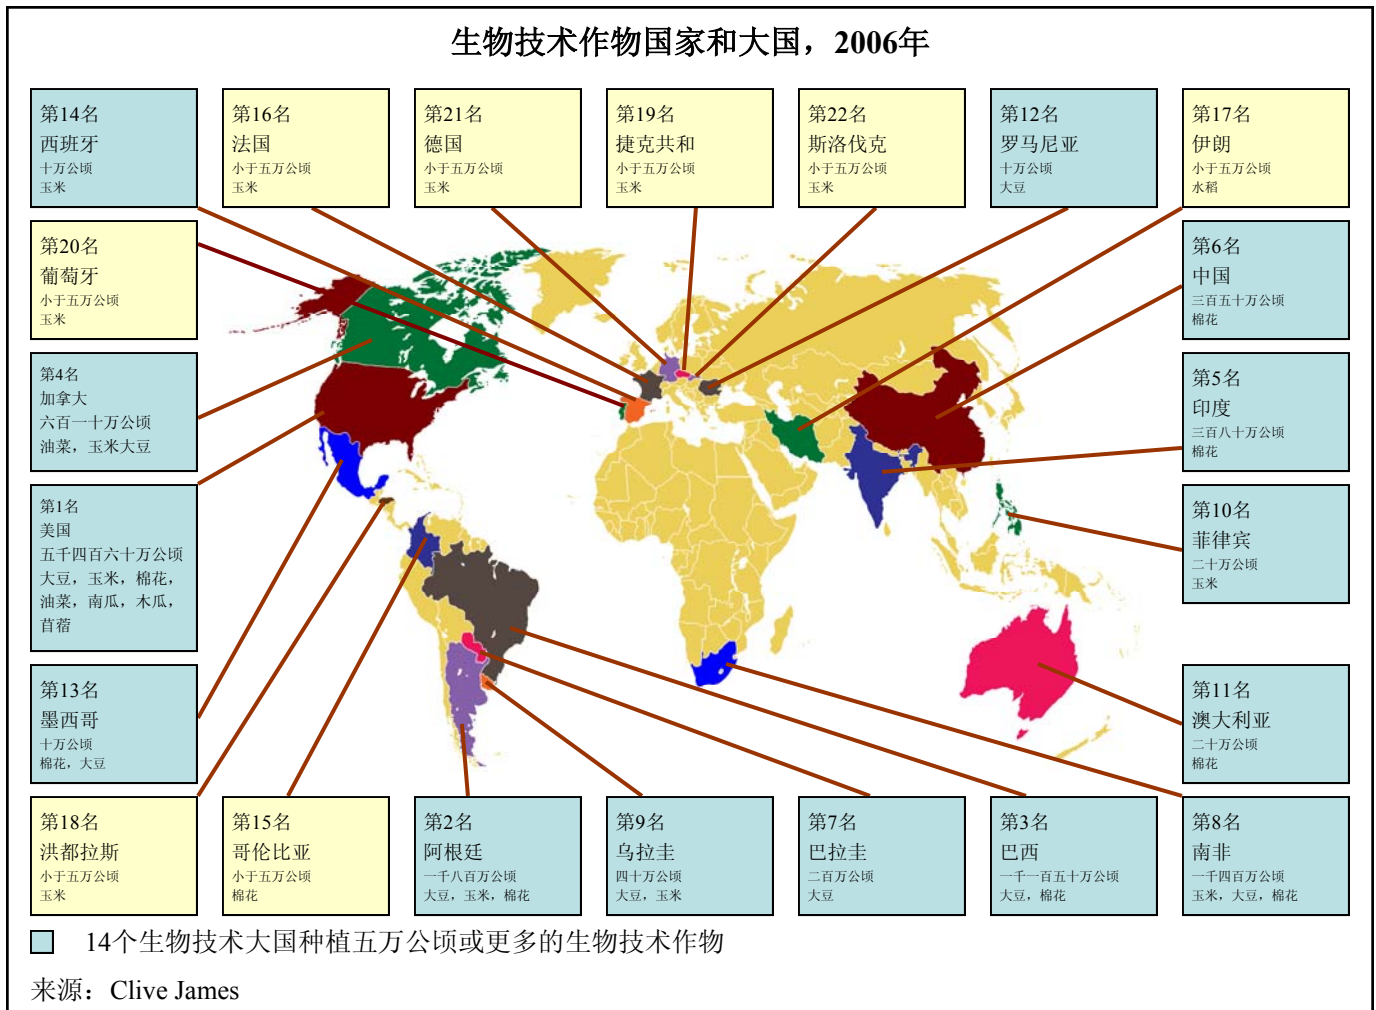 生物技术作物国家和大国，2006年
第14名
西班牙
十万公顷
玉米
第16名
法国
小于五万公顷
玉米
第21名
德国
小于五万公顷
玉米
第19名
捷克共和
小于五万公顷
玉米
第22名
斯洛伐克
小于五万公顷
玉米
第12名
罗马尼亚
十万公顷
大豆
第17名
伊朗
小于五万公顷
水稻
第20名
葡萄牙
小于五万公顷
玉米
第6名
中国
三百五十万公顷
棉花
第4名
加拿大
六百一十万公顷
油菜，玉米大豆
第5名
印度
三百八十万公顷
棉花
第1名
美国
五千四百六十万公顷
大豆，玉米，棉花，
油菜，南瓜，木瓜，
苜蓿
第10名
菲律宾
二十万公顷
玉米
第13名
墨西哥
十万公顷
棉花，大豆
第11名
澳大利亚
二十万公顷
棉花
第18名
洪都拉斯
小于五万公顷
玉米
第15名
哥伦比亚
小于五万公顷
棉花
第2名
阿根廷
一千八百万公顷
大豆，玉米，棉花
第9名
乌拉圭
四十万公顷
大豆，玉米
第7名
巴拉圭
二百万公顷
大豆
第3名
巴西
一千一百五十万公顷
大豆，棉花
第8名
南非
一千四百万公顷
玉米，大豆，棉花
14个生物技术大国种植五万公顷或更多的生物技术作物
来源：Clive James